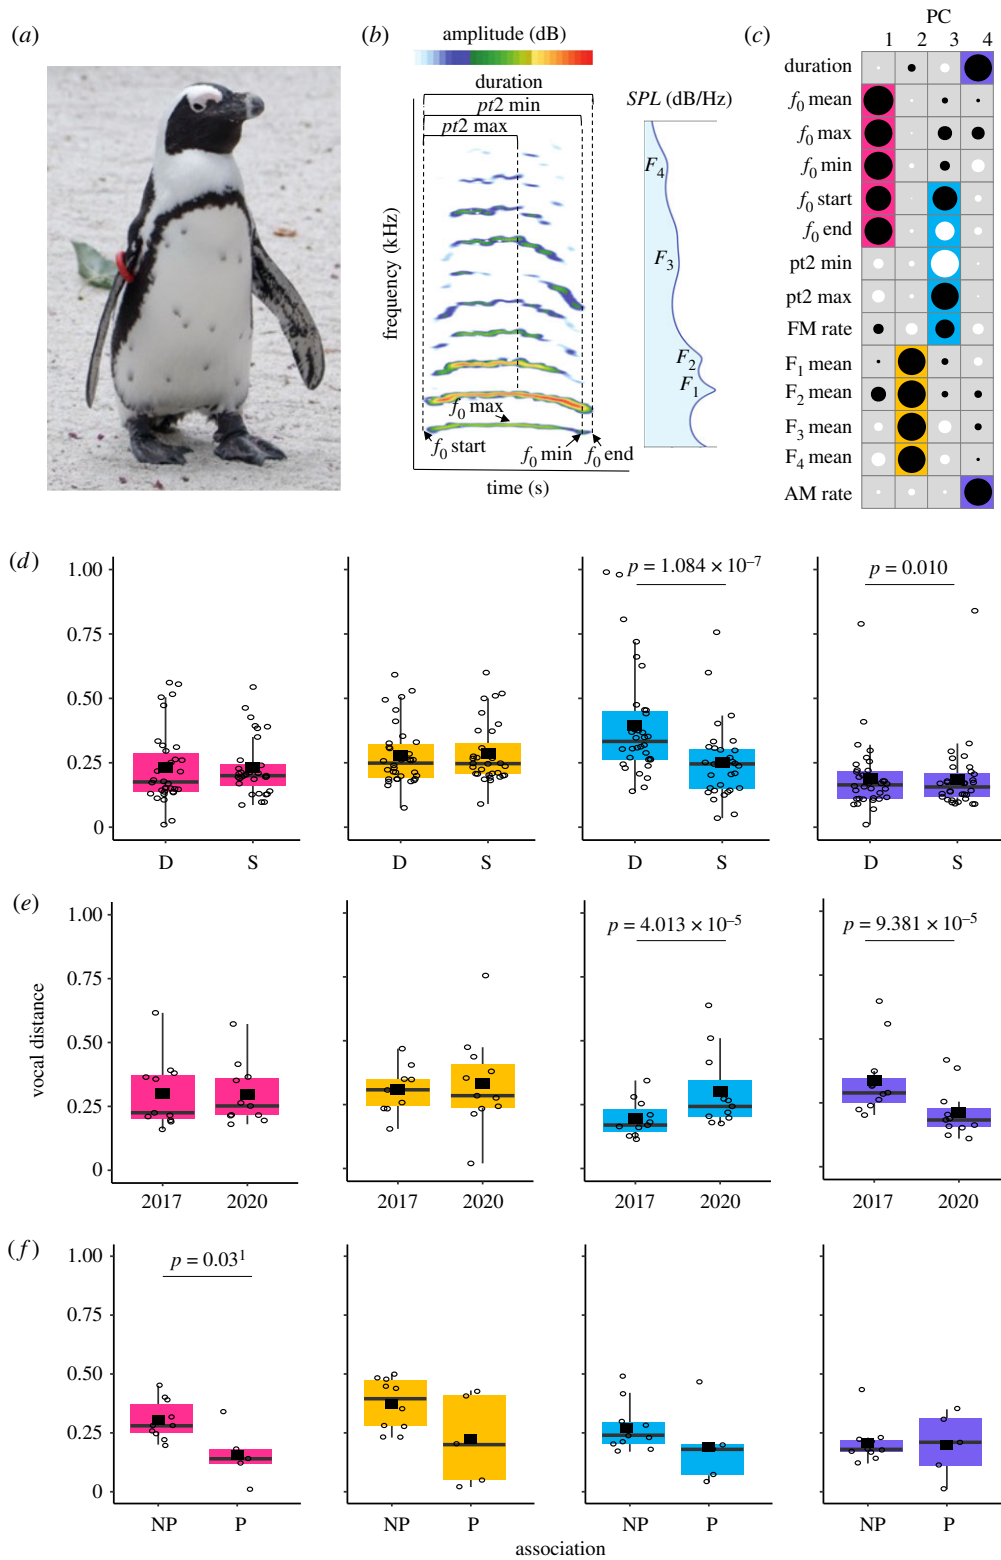 (a)
(b)
amplitude (dB)
duration
pt2 min
pt2 max
frequency (kHz)
f0 max
f0 start
f0 min
f0 end
time (s)
SPL (dB/Hz)
F4
F3
F2
F1
(c)
PC
1 2 3 4
duration
f0 mean
f0 max
f0 min
f0 start
f0 end
pt2 min
pt2 max
FM rate
F1 mean
F2 mean
F3 mean
F4 mean
AM rate
(d)
1.00
0.75
0.50
0.25
0
D S
D S
p = 1.084 × 10⁻⁷
D S
p = 0.010
D S
(e)
vocal distance
1.00
0.75
0.50
0.25
0
2017 2020
2017 2020
p = 4.013 × 10⁻⁵
2017 2020
p = 9.381 × 10⁻⁵
2017 2020
(f)
1.00
0.75
0.50
0.25
0
p = 0.03¹
NP P
NP P
NP P
NP P
association